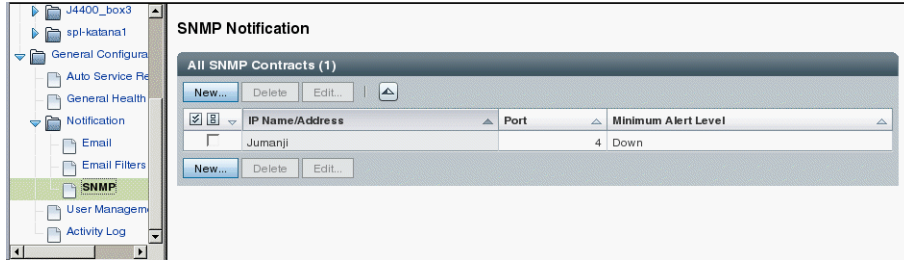 J4400_box3
spl-katana1
General Configura
Auto Service Re
General Health
Notification
Email
Email Filters
SNMP
User Managem
Activity Log
SNMP Notification
All SNMP Contracts (1)
New... Delete Edit...
IP Name/Address Port Minimum Alert Level
Jumanji 4 Down
New... Delete Edit...